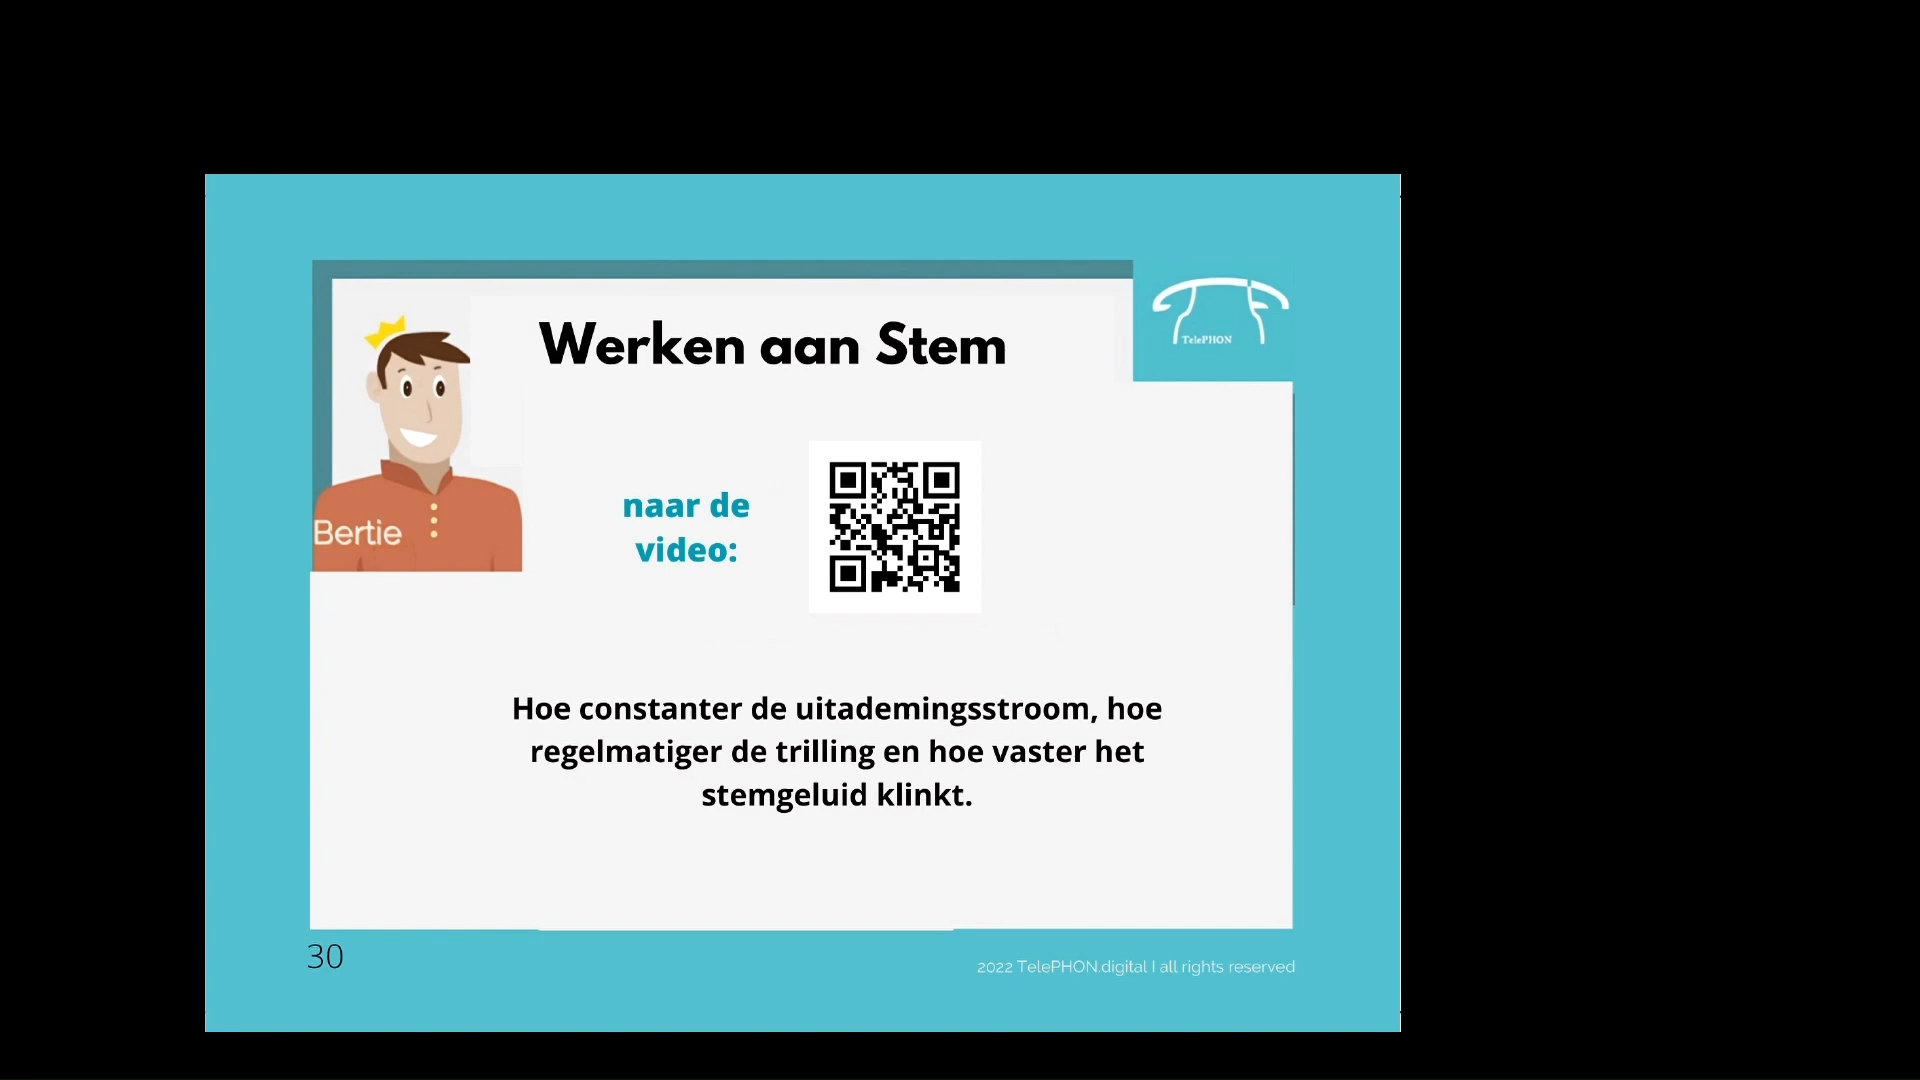 Werken aan Stem
TelePHON
naar de
video:
Bertie
Hoe constanter de uitademingsstroom, hoe
regelmatiger de trilling en hoe vaster het
stemgeluid klinkt.
30
2022 TelePHON.digital I all rights reserved